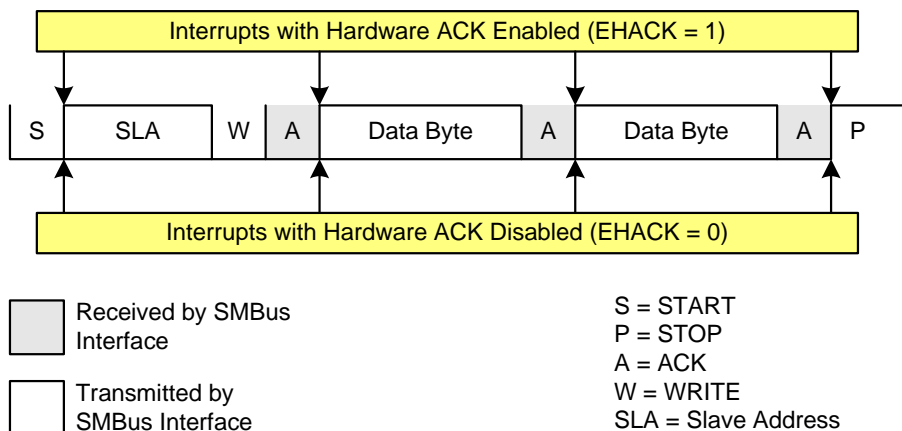 Interrupts with Hardware ACK Enabled (EHACK = 1)
S SLA W A Data Byte A Data Byte A P
Interrupts with Hardware ACK Disabled (EHACK = 0)
Received by SMBus
Interface
Transmitted by
SMBus Interface
S = START
P = STOP
A = ACK
W = WRITE
SLA = Slave Address